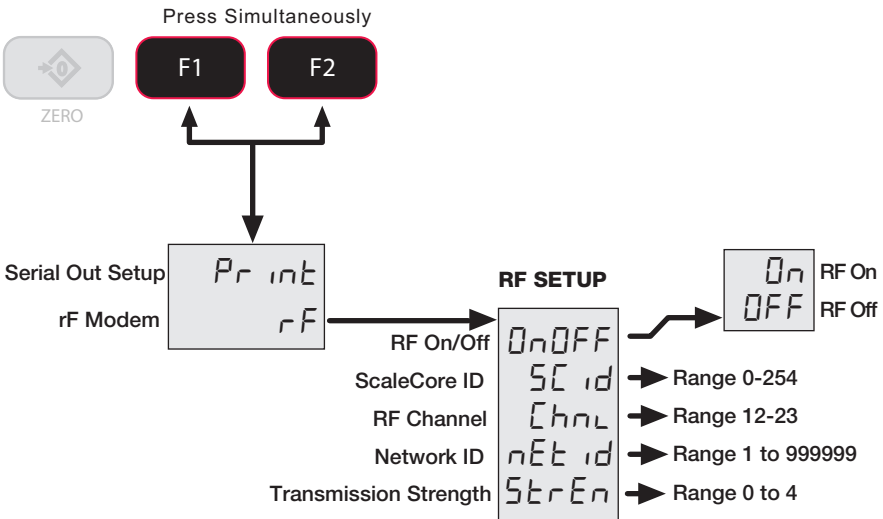 Press Simultaneously
F1
F2
ZERO
Serial Out Setup
Print
rF Modem
rF
RF SETUP
On
RF On
OFF
RF Off
RF On/Off
OnOFF
ScaleCore ID
SC id
Range 0-254
RF Channel
ChnL
Range 12-23
Network ID
nEt id
Range 1 to 999999
Transmission Strength
StrEn
Range 0 to 4